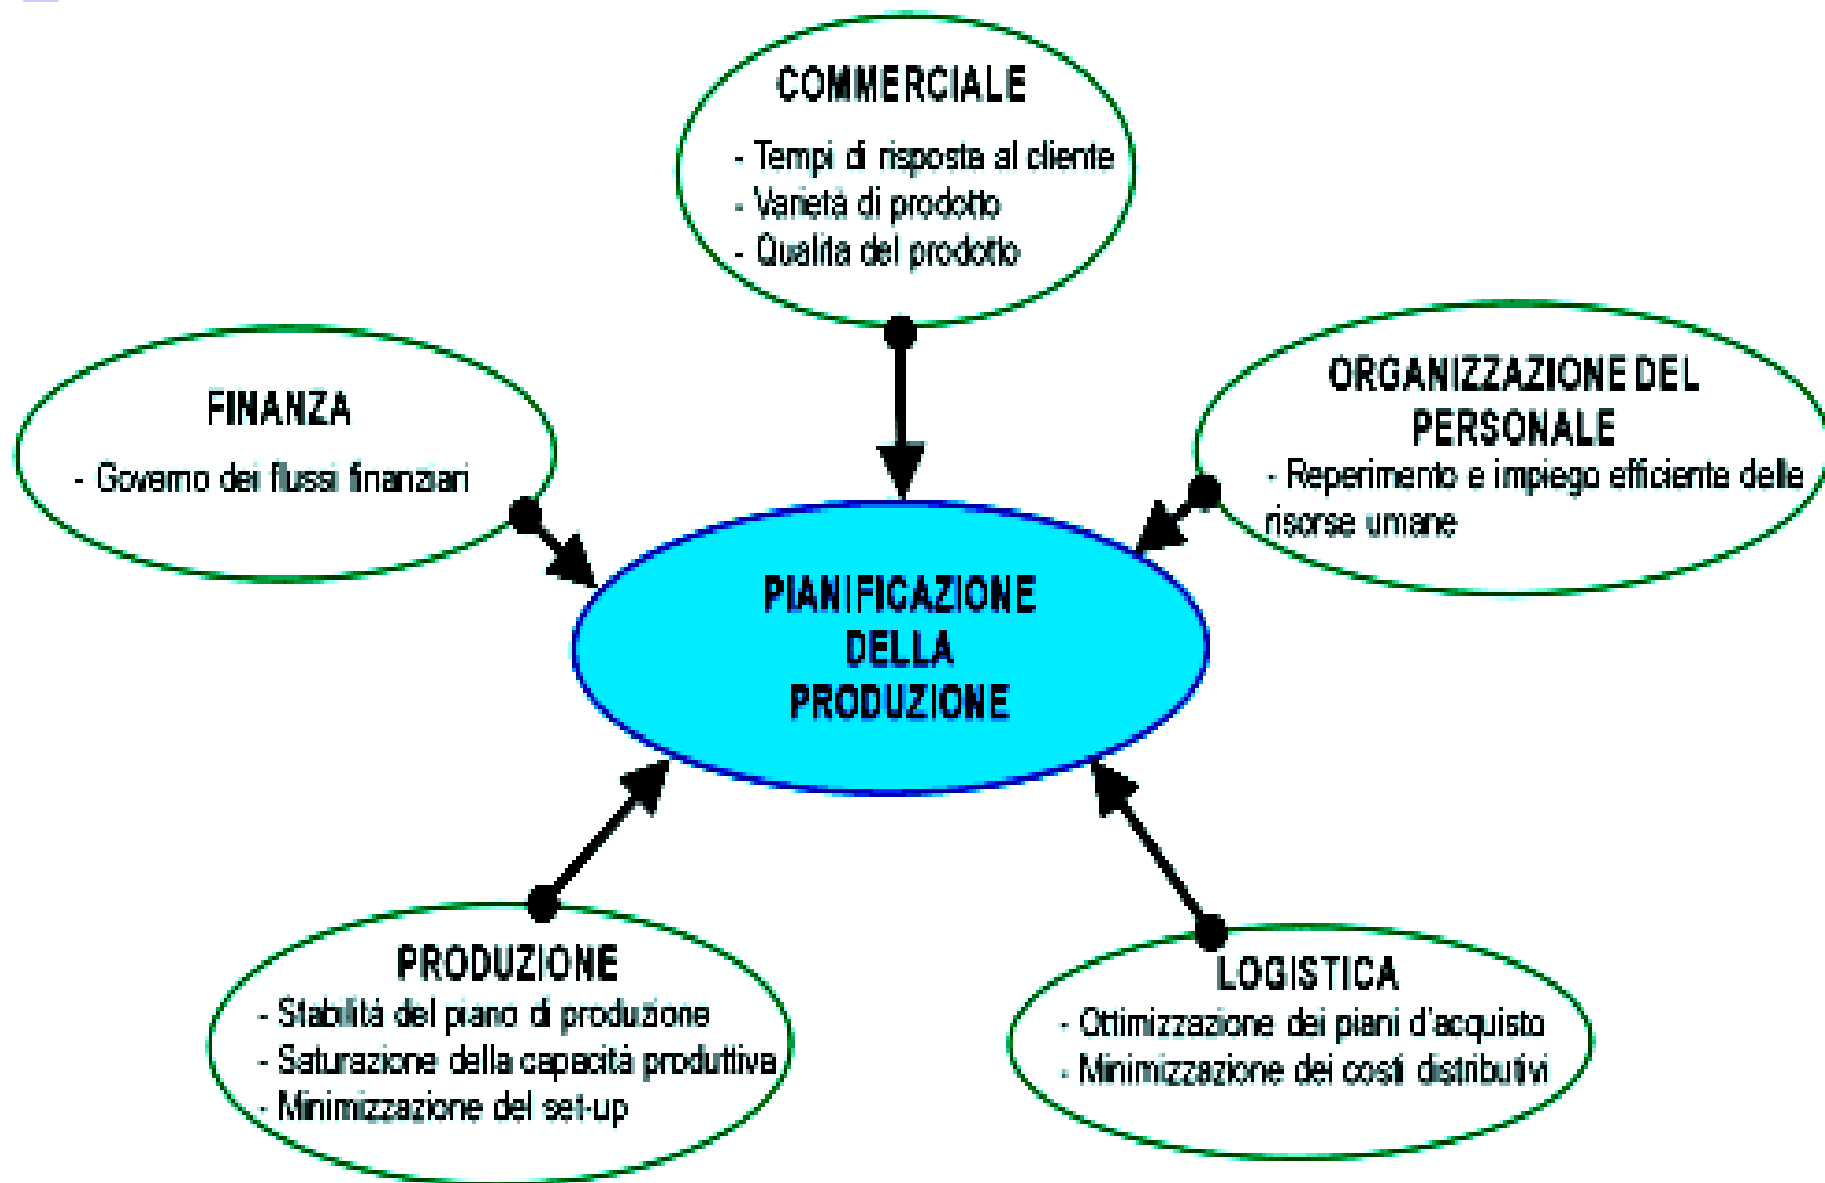 COMMERCIALE
- Tempi di risposta al cliente
- Varietà di prodotto
- Qualità del prodotto
FINANZA
- Governo dei flussi finanziari
ORGANIZZAZIONE DEL
PERSONALE
- Reperimento e impiego efficiente delle
risorse umane
PIANIFICAZIONE
DELLA
PRODUZIONE
PRODUZIONE
- Stabilità del piano di produzione
- Saturazione della capacità produttiva
- Minimizzazione del set-up
LOGISTICA
- Ottimizzazione dei piani d'acquisto
- Minimizzazione dei costi distributivi